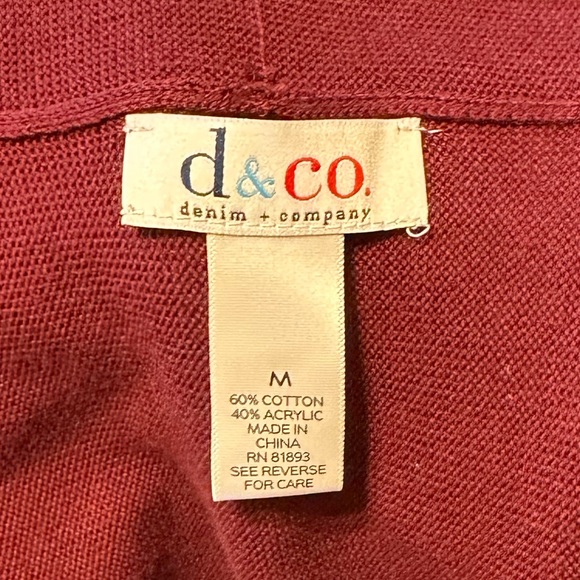 d&co.
denim + company
M
60% COTTON
40% ACRYLIC
MADE IN
CHINA
RN 81893
SEE REVERSE
FOR CARE